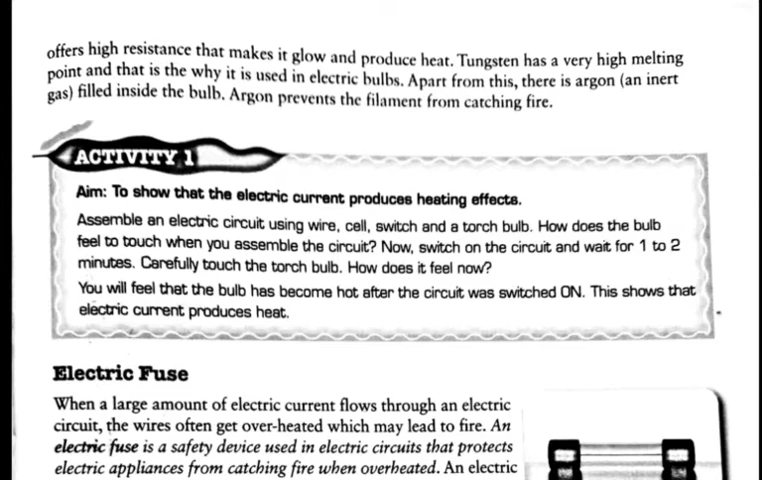 offers high resistance that makes it glow and produce heat. Tungsten has a very high melting
point and that is the why it is used in electric bulbs. Apart from this, there is argon (an inert
gas) filled inside the bulb. Argon prevents the filament from catching fire.
ACTIVITY 1
Aim: To show that the electric current produces heating effects.
Assemble an electric circuit using wire, cell, switch and a torch bulb. How does the bulb
feel to touch when you assemble the circuit? Now, switch on the circuit and wait for 1 to 2
minutes. Carefully touch the torch bulb. How does it feel now?
You will feel that the bulb has become hot after the circuit was switched ON. This shows that
electric current produces heat.
Electric Fuse
When a large amount of electric current flows through an electric
circuit, the wires often get over-heated which may lead to fire. An
electric fuse is a safety device used in electric circuits that protects
electric appliances from catching fire when overheated. An electric